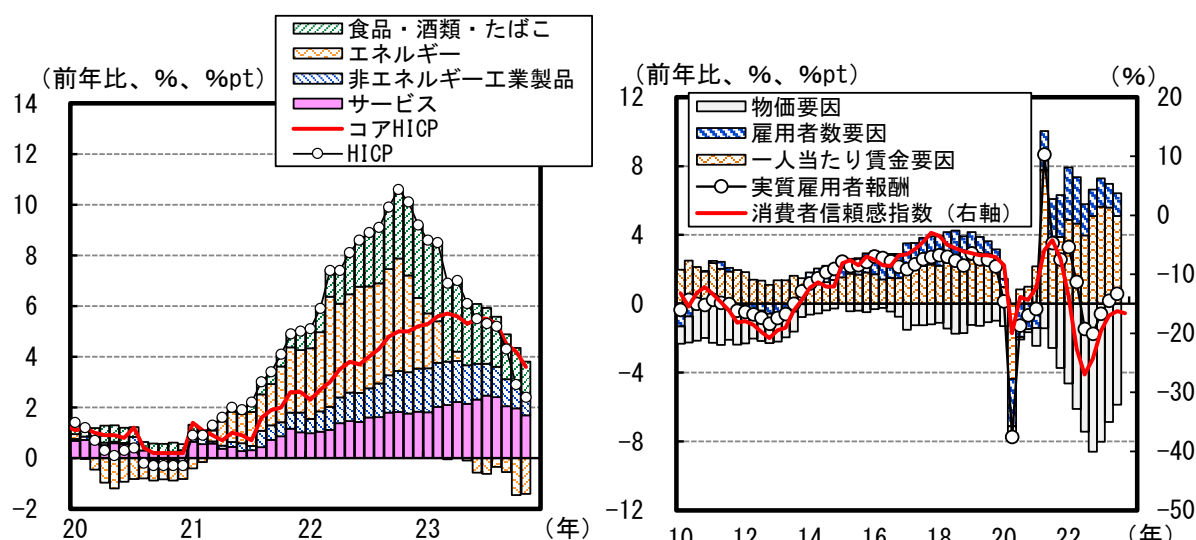 食品・酒類・たばこ
エネルギー
非エネルギー工業製品
サービス
コアHICP
HICP
（前年比、%、%pt）
14
12
10
8
6
4
2
0
-2
20
21
22
23
（年）
（前年比、%、%pt）
（%）
物価要因
雇用者数要因
一人当たり賃金要因
実質雇用者報酬
消費者信頼感指数（右軸）
12
8
4
0
-4
-8
-12
20
10
0
-10
-20
-30
-40
-50
10
12
14
16
18
20
22
（年）